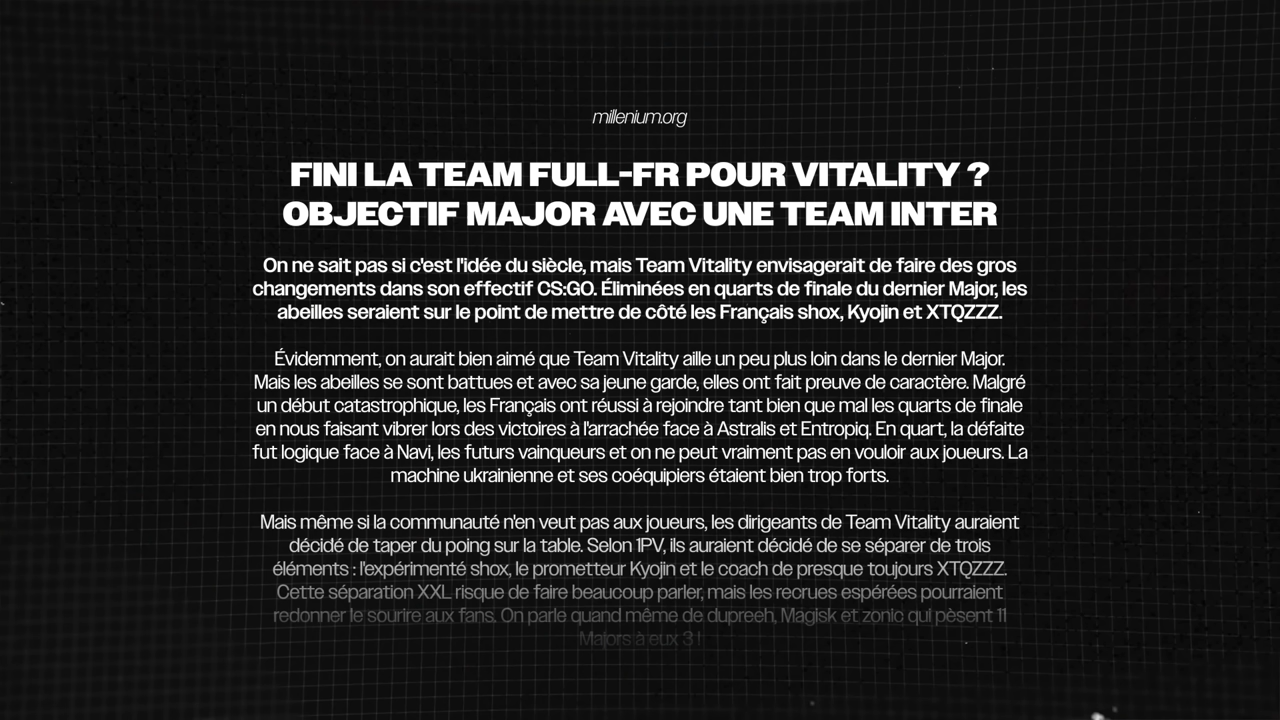 millenium.org
FINI LA TEAM FULL-FR POUR VITALITY ?
OBJECTIF MAJOR AVEC UNE TEAM INTER
On ne sait pas si c'est l'idée du siècle, mais Team Vitality envisagerait de faire des gros
changements dans son effectif CS:GO. Éliminées en quarts de finale du dernier Major, les
abeilles seraient sur le point de mettre de côté les Français shox, Kyojin et XTQZZZ.
Évidemment, on aurait bien aimé que Team Vitality aille un peu plus loin dans le dernier Major.
Mais les abeilles se sont battues et avec sa jeune garde, elles ont fait preuve de caractère. Malgré
un début catastrophique, les Français ont réussi à rejoindre tant bien que mal les quarts de finale
en nous faisant vibrer lors des victoires à l'arrachée face à Astralis et Entropiq. En quart, la défaite
fut logique face à Navi, les futurs vainqueurs et on ne peut vraiment pas en vouloir aux joueurs. La
machine ukrainienne et ses coéquipiers étaient bien trop forts.
Mais même si la communauté n'en veut pas aux joueurs, les dirigeants de Team Vitality auraient
décidé de taper du poing sur la table. Selon 1PV, ils auraient décidé de se séparer de trois
éléments : l'expérimenté shox, le prometteur Kyojin et le coach de presque toujours XTQZZZ.
Cette séparation XXL risque de faire beaucoup parler, mais les recrues espérées pourraient
redonner le sourire aux fans. On parle quand même de dupreeh, Magisk et zonic qui pèsent 11
Majors à eux 3 !